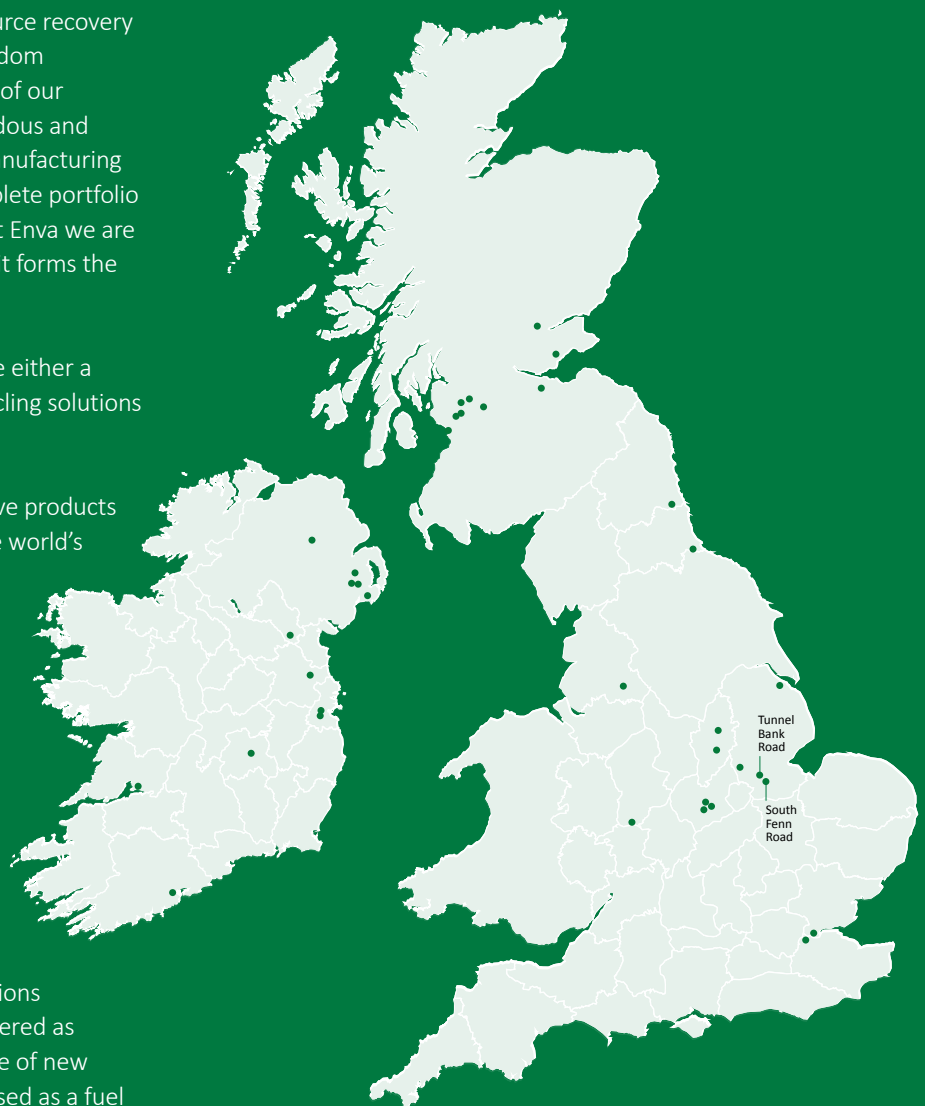 urce recovery
dom
of our
dous and
nufacturing
plete portfolio
t Enva we are
it forms the
e either a
cling solutions
ve products
e world's
Tunnel
Bank
Road
South
Fenn
Road
ions
ered as
e of new
sed as a fuel